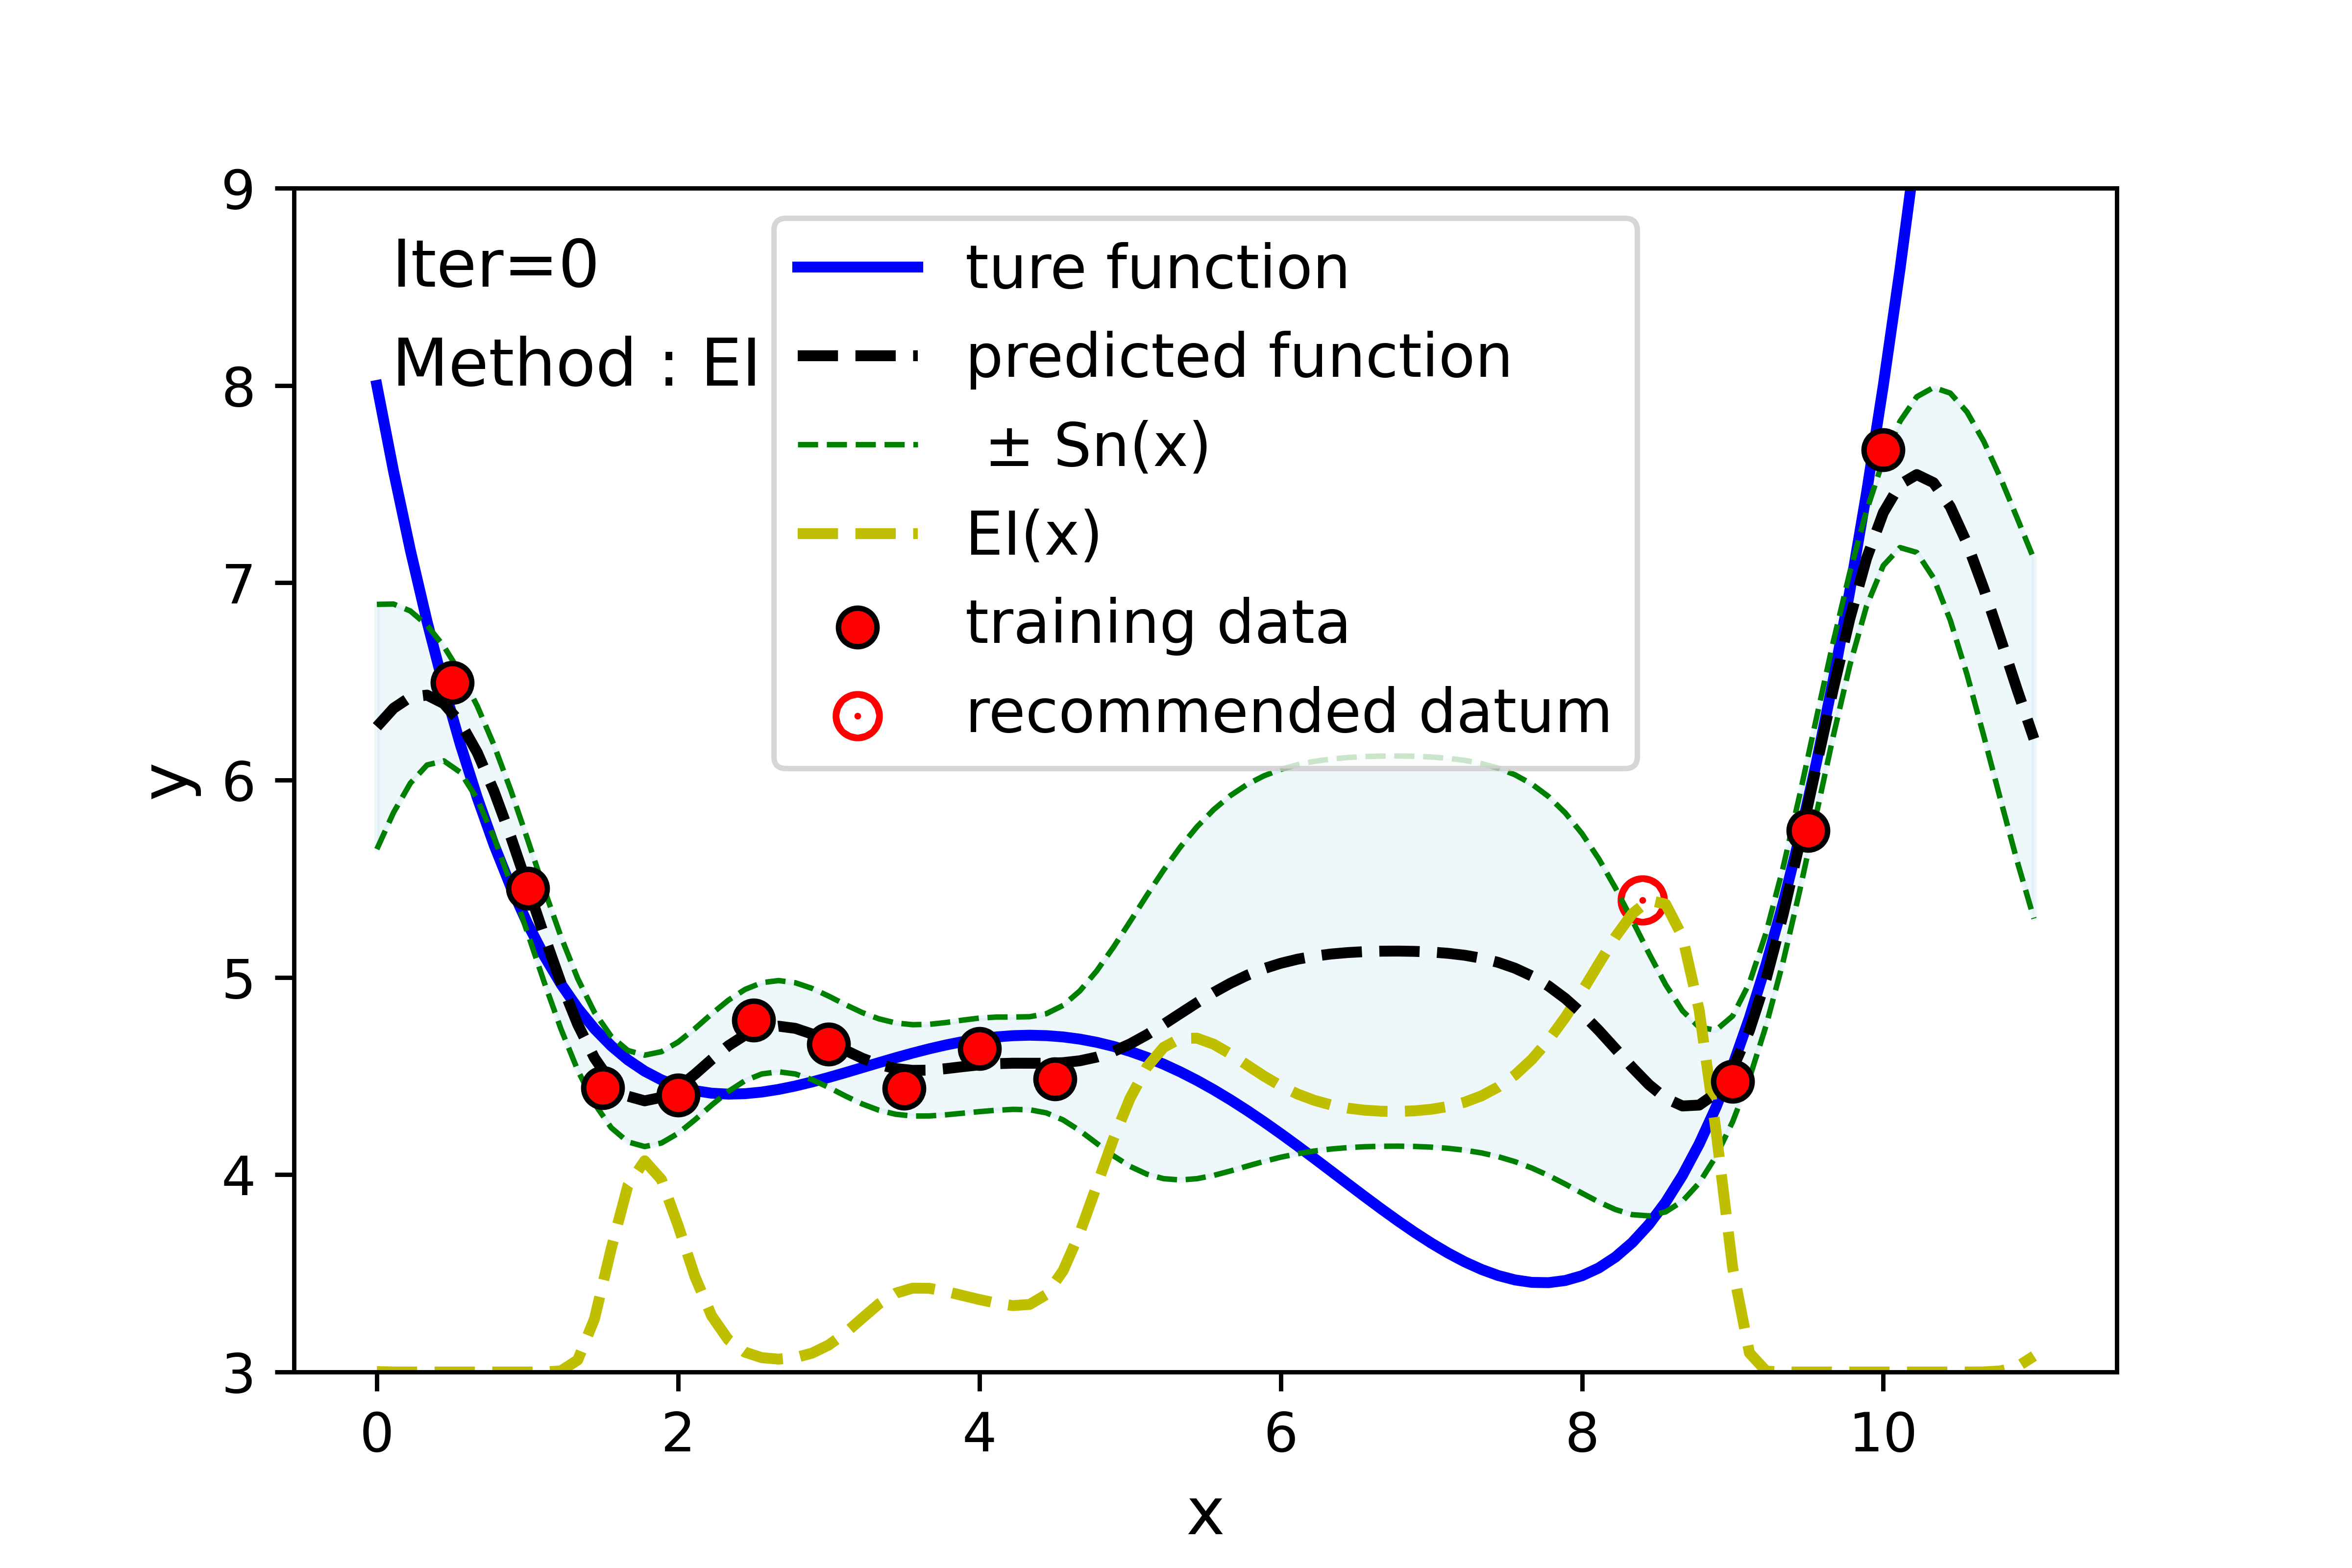 Iter=0
Method : EI
ture function
predicted function
± Sn(x)
EI(x)
training data
recommended datum
y
9
8
7
6
5
4
3
0 2 4 6 8 10
x